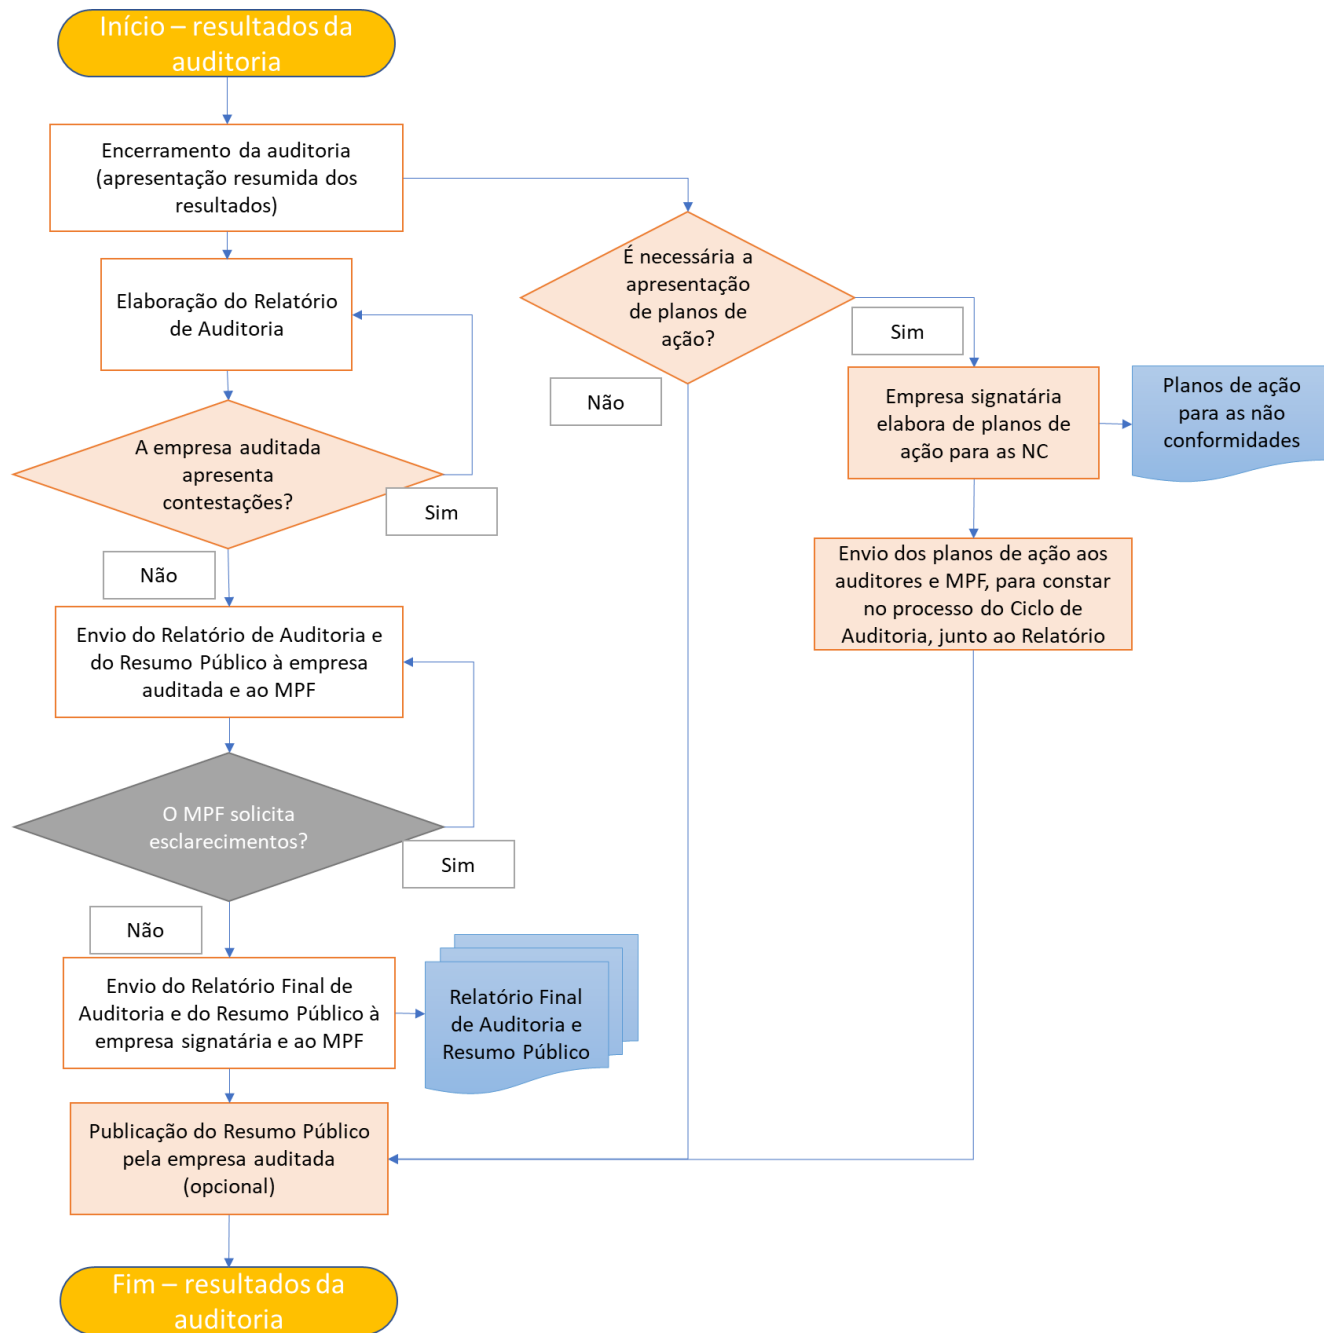 Início – resultados da
auditoria
Encerramento da auditoria
(apresentação resumida dos
resultados)
Elaboração do Relatório
de Auditoria
A empresa auditada
apresenta
contestações?
Sim
Não
Envio do Relatório de Auditoria e
do Resumo Público à empresa
auditada e ao MPF
O MPF solicita
esclarecimentos?
Sim
Não
Envio do Relatório Final de
Auditoria e do Resumo Público à
empresa signatária e ao MPF
Relatório Final
de Auditoria e
Resumo Público
Publicação do Resumo Público
pela empresa auditada
(opcional)
Fim – resultados da
auditoria
É necessária a
apresentação
de planos de
ação?
Sim
Não
Empresa signatária
elabora de planos de
ação para as NC
Planos de ação
para as não
conformidades
Envio dos planos de ação aos
auditores e MPF, para constar
no processo do Ciclo de
Auditoria, junto ao Relatório